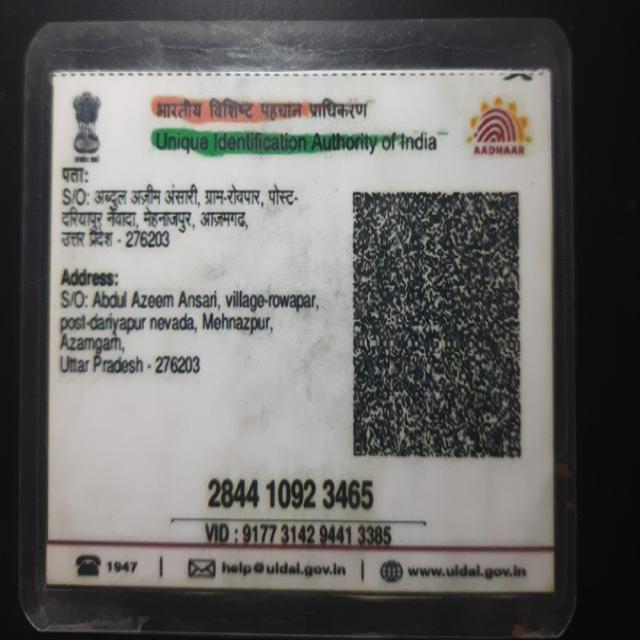 भारतीय विशिष्ट पहचान प्राधिकरण
Unique Identification Authority of India
AADHAAR
पता:
S/O: अब्दुल अज़ीम अंसारी, ग्राम-रोवपार, पोस्ट-
दरियापुर नेवादा, मेहनाजपुर, आज़मगढ,
उत्तर प्रदेश - 276203
Address:
S/O: Abdul Azeem Ansari, village-rowapar,
post-dariyapur nevada, Mehnazpur,
Azamgarh,
Uttar Pradesh - 276203
2844 1092 3465
VID : 9177 3142 9441 3385
1947 | help@uidai.gov.in | www.uidai.gov.in